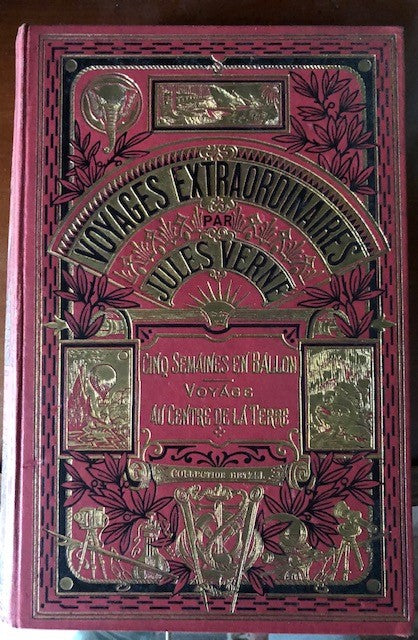 VOYAGES EXTRAORDINAIRES
PAR
JULES VERNE
CINQ SEMAINES EN BALLON
VOYAGE
AU CENTRE DE LA TERRE
COLLECTION HETZEL